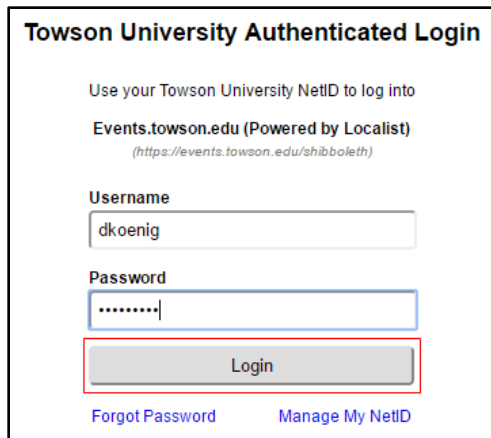 Towson University Authenticated Login
Use your Towson University NetID to log into
Events.towson.edu (Powered by Localist)
(https://events.towson.edu/shibboleth)
Username
dkoenig
Password
•••••••••
Login
Forgot Password Manage My NetID